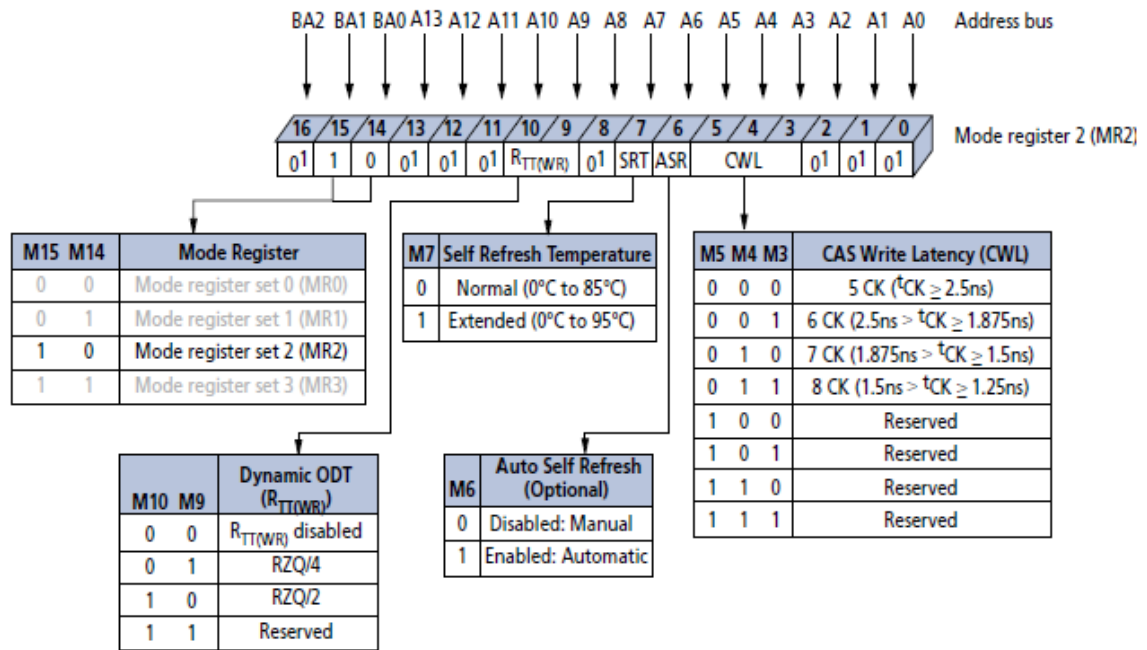 BA2 BA1 BA0 A13 A12 A11 A10 A9 A8 A7 A6 A5 A4 A3 A2 A1 A0 Address bus
16 15 14 13 12 11 10 9 8 7 6 5 4 3 2 1 0 Mode register 2 (MR2)
0¹ 1 0 0¹ 0¹ 0¹ RTT(WR) 0¹ SRT ASR CWL 0¹ 0¹ 0¹
M15 M14 Mode Register
0 0 Mode register set 0 (MR0)
0 1 Mode register set 1 (MR1)
1 0 Mode register set 2 (MR2)
1 1 Mode register set 3 (MR3)
M7 Self Refresh Temperature
0 Normal (0°C to 85°C)
1 Extended (0°C to 95°C)
M5 M4 M3 CAS Write Latency (CWL)
0 0 0 5 CK (tCK ≥ 2.5ns)
0 0 1 6 CK (2.5ns > tCK ≥ 1.875ns)
0 1 0 7 CK (1.875ns > tCK ≥ 1.5ns)
0 1 1 8 CK (1.5ns > tCK ≥ 1.25ns)
1 0 0 Reserved
1 0 1 Reserved
1 1 0 Reserved
1 1 1 Reserved
M10 M9 Dynamic ODT
(RTT(WR))
0 0 RTT(WR) disabled
0 1 RZQ/4
1 0 RZQ/2
1 1 Reserved
M6 Auto Self Refresh
(Optional)
0 Disabled: Manual
1 Enabled: Automatic